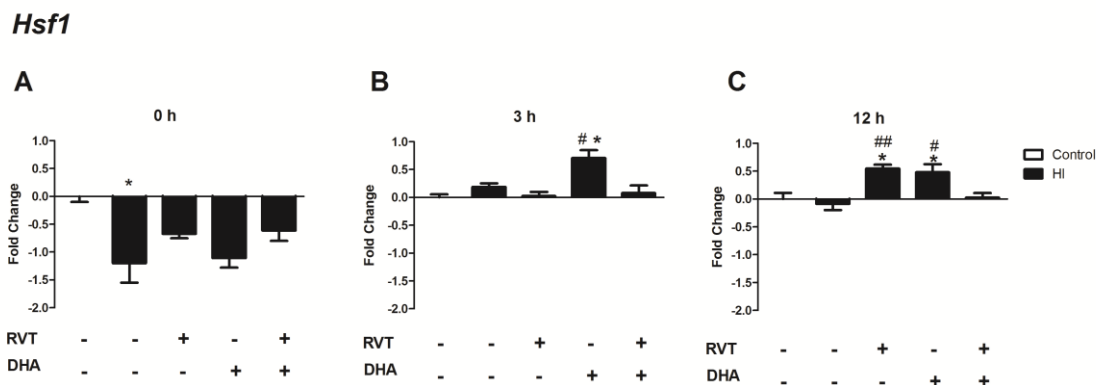 Hsf1
A
0 h
Fold Change
1.0
0.5
0.0
-0.5
-1.0
-1.5
-2.0
*
RVT - - + - +
DHA - - - + +
B
3 h
Fold Change
1.0
0.5
0.0
-0.5
-1.0
-1.5
-2.0
# *
- - + - +
- - - + +
C
12 h
Fold Change
1.0
0.5
0.0
-0.5
-1.0
-1.5
-2.0
##
*
#
*
RVT - - + - +
DHA - - - + +
Control
HI